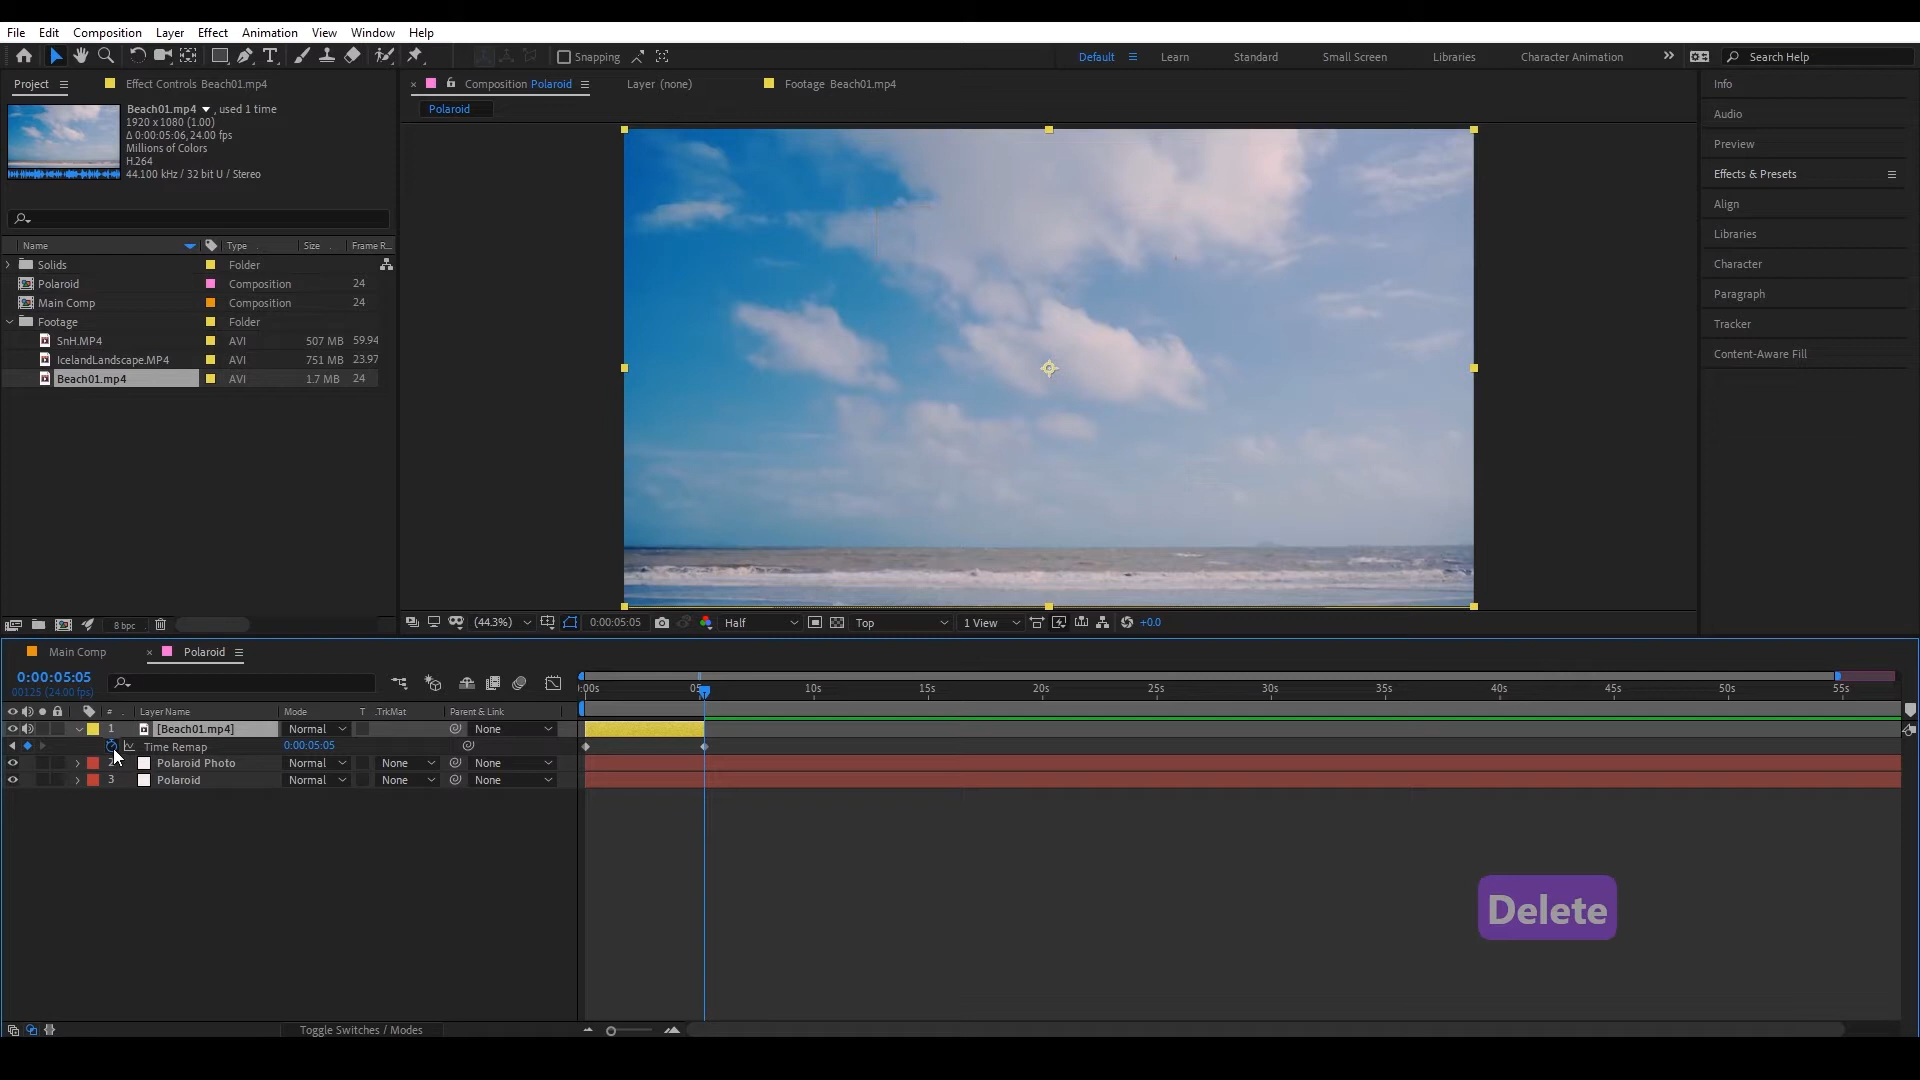 File Edit Composition Layer Effect Animation View Window Help
Snapping
Default Learn Standard Small Screen Libraries Character Animation Search Help
Project Effect Controls Beach01.mp4
Composition Polaroid Layer (none) Footage Beach01.mp4
Polaroid
Beach01.mp4 , used 1 time
1920 x 1080 (1.00)
Δ 0:00:05:06, 24.00 fps
Millions of Colors
H.264
44.100 kHz / 32 bit U / Stereo
Name Type Size Frame R...
Solids Folder
Polaroid Composition 24
Main Comp Composition 24
Footage Folder
SnH.MP4 AVI 507 MB 59.94
IcelandLandscape.MP4 AVI 751 MB 23.97
Beach01.mp4 AVI 1.7 MB 24
Info
Audio
Preview
Effects & Presets
Align
Libraries
Character
Paragraph
Tracker
Content-Aware Fill
8 bpc
(44.3%) 0:00:05:05 Half Top 1 View +0.0
Main Comp Polaroid
0:00:05:05
00125 (24.00 fps)
:00s 05 10s 15s 20s 25s 30s 35s 40s 45s 50s 55s
# Layer Name Mode T .TrkMat Parent & Link
1 [Beach01.mp4] Normal None
Time Remap 0:00:05:05
2 Polaroid Photo Normal None None
3 Polaroid Normal None None
Delete
Toggle Switches / Modes